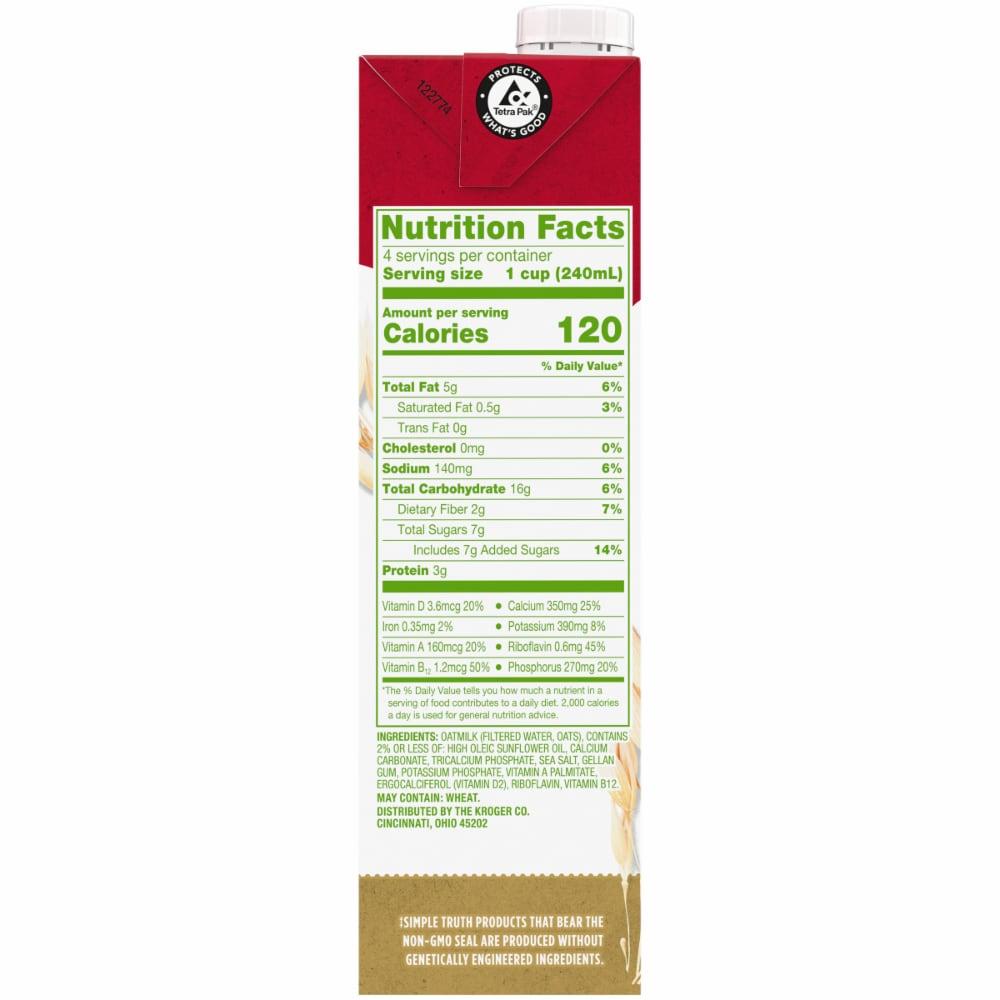 122774
PROTECTS
Tetra Pak®
WHAT'S GOOD
Nutrition Facts
4 servings per container
Serving size 1 cup (240mL)
Amount per serving
Calories 120
% Daily Value*
Total Fat 5g 6%
Saturated Fat 0.5g 3%
Trans Fat 0g
Cholesterol 0mg 0%
Sodium 140mg 6%
Total Carbohydrate 16g 6%
Dietary Fiber 2g 7%
Total Sugars 7g
Includes 7g Added Sugars 14%
Protein 3g
Vitamin D 3.6mcg 20% • Calcium 350mg 25%
Iron 0.35mg 2% • Potassium 390mg 8%
Vitamin A 160mcg 20% • Riboflavin 0.6mg 45%
Vitamin B₁₂ 1.2mcg 50% • Phosphorus 270mg 20%
*The % Daily Value tells you how much a nutrient in a
serving of food contributes to a daily diet. 2,000 calories
a day is used for general nutrition advice.
INGREDIENTS: OATMILK (FILTERED WATER, OATS), CONTAINS
2% OR LESS OF: HIGH OLEIC SUNFLOWER OIL, CALCIUM
CARBONATE, TRICALCIUM PHOSPHATE, SEA SALT, GELLAN
GUM, POTASSIUM PHOSPHATE, VITAMIN A PALMITATE,
ERGOCALCIFEROL (VITAMIN D2), RIBOFLAVIN, VITAMIN B12.
MAY CONTAIN: WHEAT.
DISTRIBUTED BY THE KROGER CO.
CINCINNATI, OHIO 45202
‡SIMPLE TRUTH PRODUCTS THAT BEAR THE
NON-GMO SEAL ARE PRODUCED WITHOUT
GENETICALLY ENGINEERED INGREDIENTS.